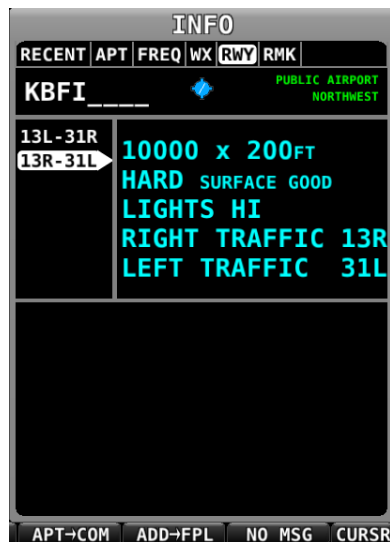 INFO
RECENT APT FREQ WX RWY RMK
KBFI____
PUBLIC AIRPORT
NORTHWEST
13L-31R
13R-31L
10000 x 200FT
HARD SURFACE GOOD
LIGHTS HI
RIGHT TRAFFIC 13R
LEFT TRAFFIC 31L
APT→COM ADD→FPL NO MSG CURSR